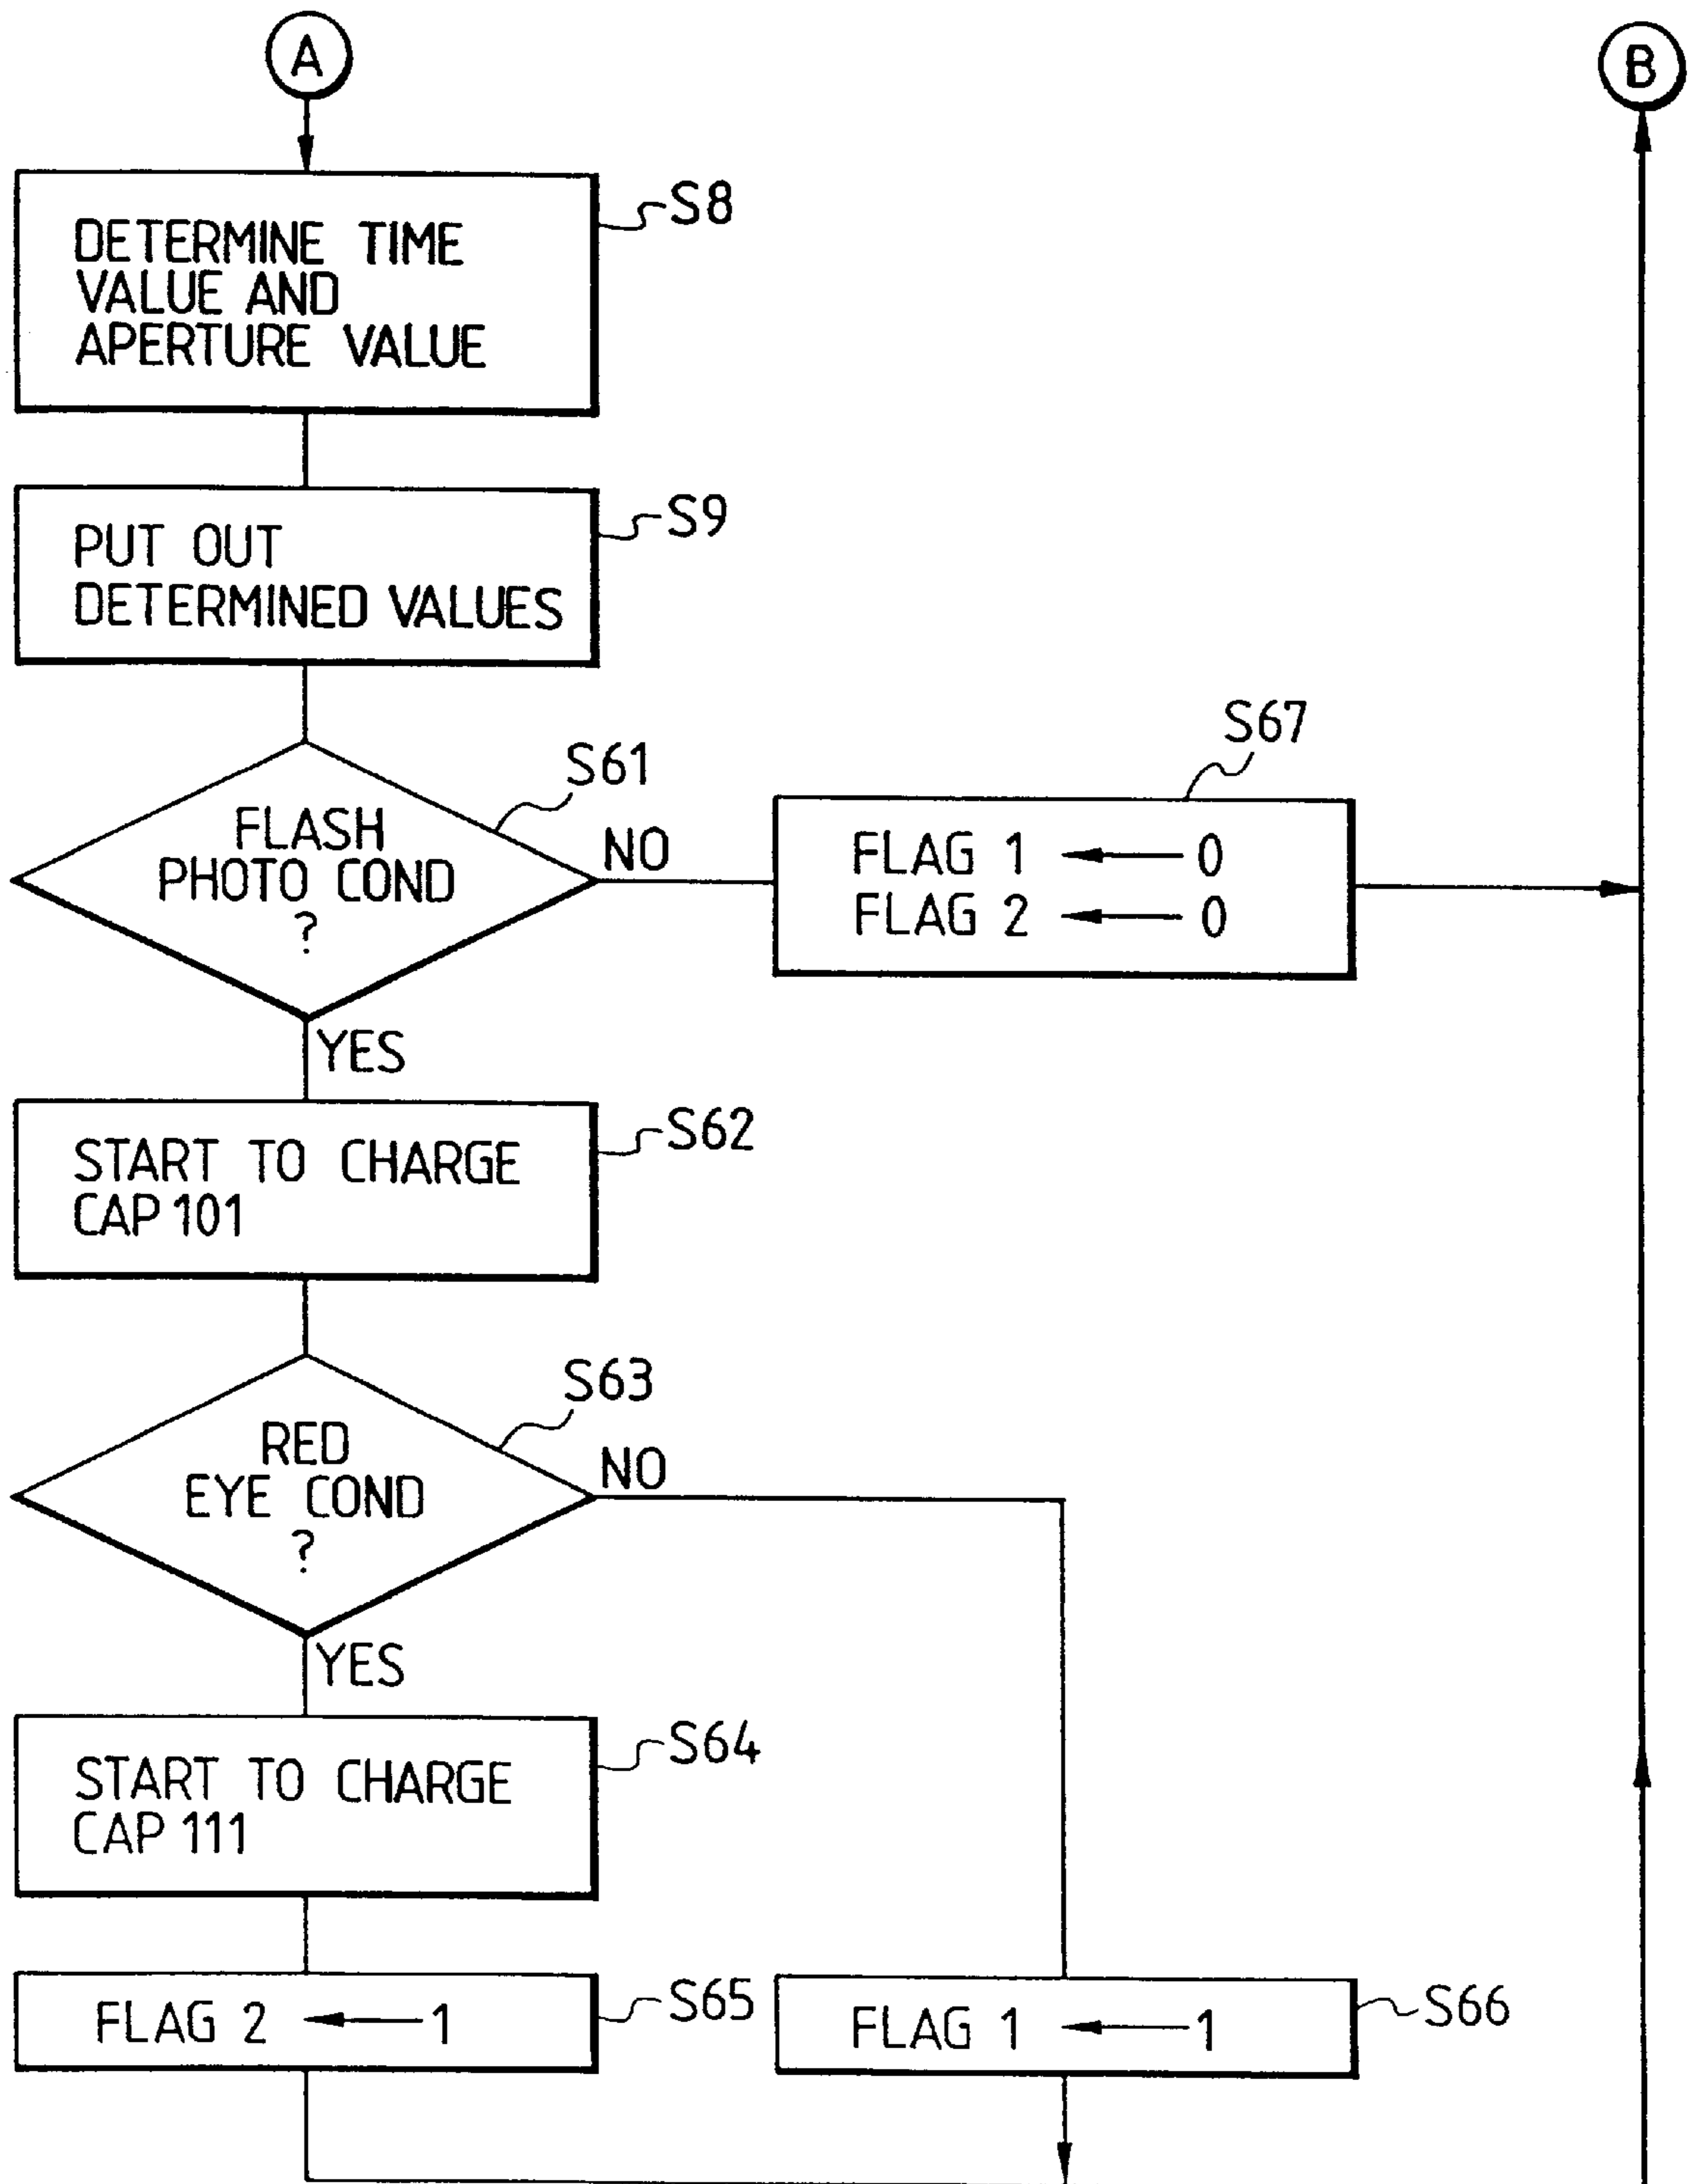 A
B
DETERMINE TIME
VALUE AND
APERTURE VALUE
S8
PUT OUT
DETERMINED VALUES
S9
FLASH
PHOTO COND
?
S61
NO
YES
S67
FLAG 1 ← 0
FLAG 2 ← 0
START TO CHARGE
CAP 101
S62
RED
EYE COND
?
S63
NO
YES
START TO CHARGE
CAP 111
S64
FLAG 2 ← 1
S65
FLAG 1 ← 1
S66